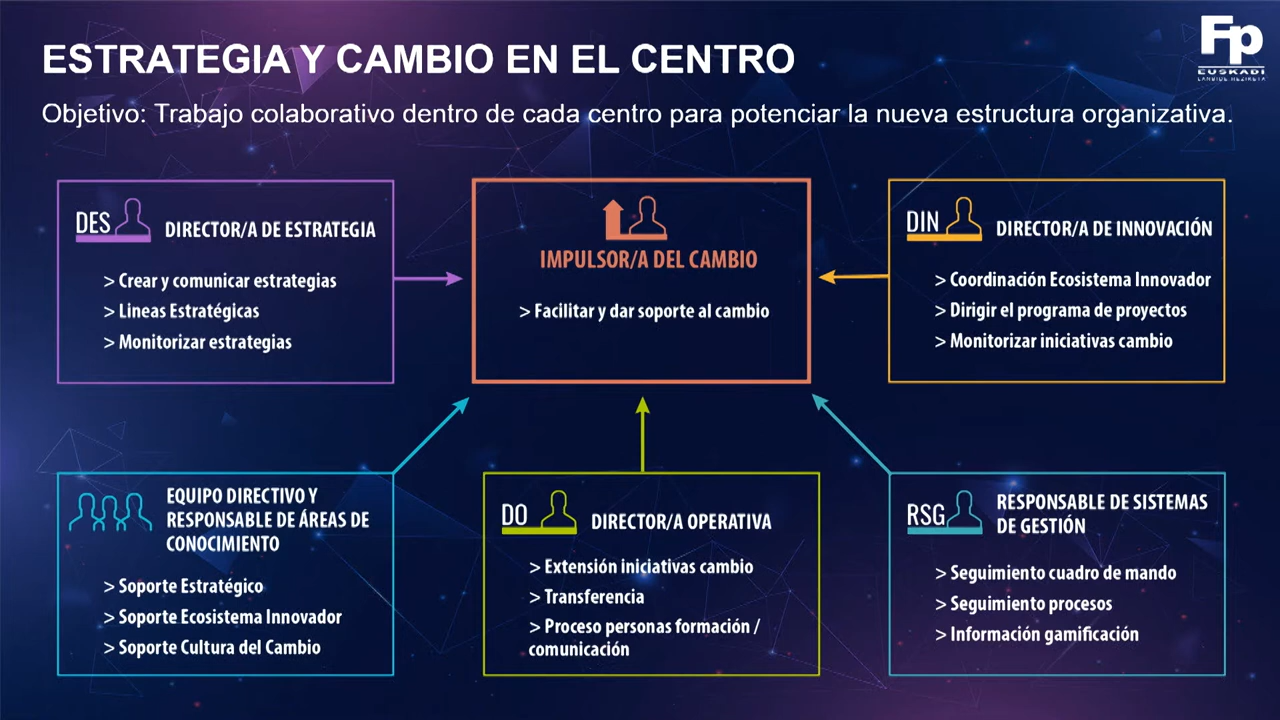 ESTRATEGIA Y CAMBIO EN EL CENTRO
Fp
EUSKADI
LANBIDE HEZIKETA
Objetivo: Trabajo colaborativo dentro de cada centro para potenciar la nueva estructura organizativa.
DES
DIRECTOR/A DE ESTRATEGIA
> Crear y comunicar estrategias
> Lineas Estratégicas
> Monitorizar estrategias
IMPULSOR/A DEL CAMBIO
> Facilitar y dar soporte al cambio
DIN
DIRECTOR/A DE INNOVACIÓN
> Coordinación Ecosistema Innovador
> Dirigir el programa de proyectos
> Monitorizar iniciativas cambio
EQUIPO DIRECTIVO Y
RESPONSABLE DE ÁREAS DE
CONOCIMIENTO
> Soporte Estratégico
> Soporte Ecosistema Innovador
> Soporte Cultura del Cambio
DO
DIRECTOR/A OPERATIVA
> Extensión iniciativas cambio
> Transferencia
> Proceso personas formación /
comunicación
RSG
RESPONSABLE DE SISTEMAS
DE GESTIÓN
> Seguimiento cuadro de mando
> Seguimiento procesos
> Información gamificación